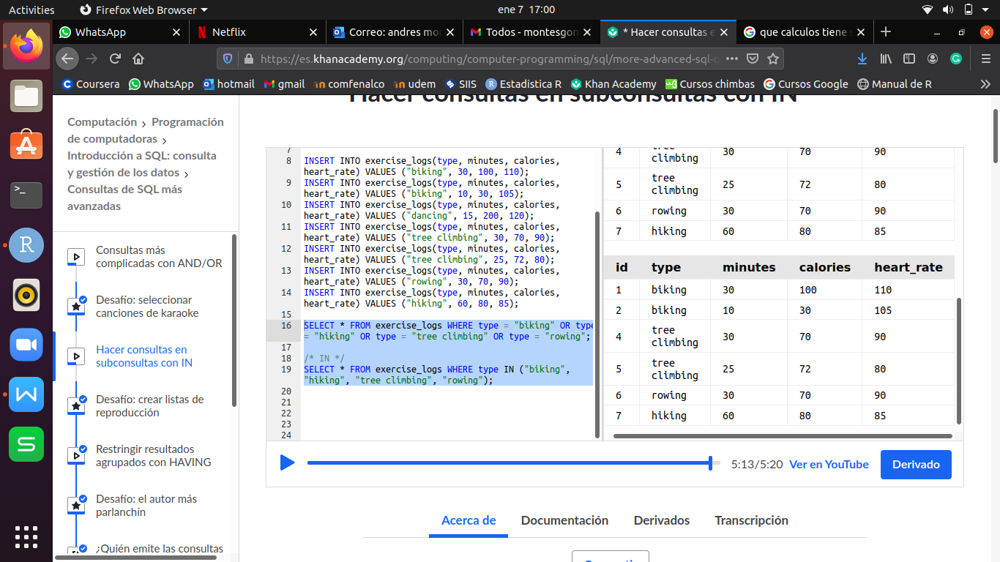 Activities
Firefox Web Browser
ene 7 17:00
WhatsApp
Netflix
Correo: andres mo
Todos - montesgon
* Hacer consultas e
que calculos tiene s
https://es.khanacademy.org/computing/computer-programming/sql/more-advanced-sql-q
Coursera
WhatsApp
hotmail
gmail
comfenalco
udem
SIIS
Estadistica R
Khan Academy
Cursos chimbas
Cursos Google
Manual de R
Hacer consultas en subconsultas con IN
Computación
Programación
de computadoras
Introducción a SQL: consulta
y gestión de los datos
Consultas de SQL más
avanzadas
Consultas más
complicadas con AND/OR
Desafío: seleccionar
canciones de karaoke
Hacer consultas en
subconsultas con IN
Desafío: crear listas de
reproducción
Restringir resultados
agrupados con HAVING
Desafío: el autor más
parlanchín
¿Quién emite las consultas
7
8 INSERT INTO exercise_logs(type, minutes, calories,
heart_rate) VALUES ("biking", 30, 100, 110);
9 INSERT INTO exercise_logs(type, minutes, calories,
heart_rate) VALUES ("biking", 10, 30, 105);
10 INSERT INTO exercise_logs(type, minutes, calories,
heart_rate) VALUES ("dancing", 15, 200, 120);
11 INSERT INTO exercise_logs(type, minutes, calories,
heart_rate) VALUES ("tree climbing", 30, 70, 90);
12 INSERT INTO exercise_logs(type, minutes, calories,
heart_rate) VALUES ("tree climbing", 25, 72, 80);
13 INSERT INTO exercise_logs(type, minutes, calories,
heart_rate) VALUES ("rowing", 30, 70, 90);
14 INSERT INTO exercise_logs(type, minutes, calories,
heart_rate) VALUES ("hiking", 60, 80, 85);
15
16 SELECT * FROM exercise_logs WHERE type = "biking" OR type
= "hiking" OR type = "tree climbing" OR type = "rowing";
17
18 /* IN */
19 SELECT * FROM exercise_logs WHERE type IN ("biking",
"hiking", "tree climbing", "rowing");
20
21
22
23
24
4 tree climbing 30 70 90
5 tree climbing 25 72 80
6 rowing 30 70 90
7 hiking 60 80 85
id type minutes calories heart_rate
1 biking 30 100 110
2 biking 10 30 105
4 tree climbing 30 70 90
5 tree climbing 25 72 80
6 rowing 30 70 90
7 hiking 60 80 85
5:13/5:20
Ver en YouTube
Derivado
Acerca de
Documentación
Derivados
Transcripción